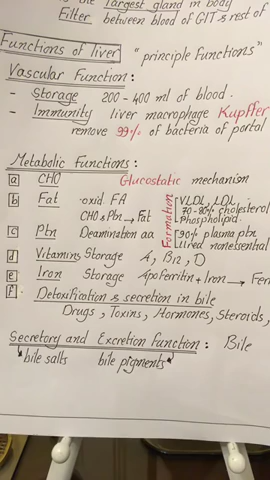 Largest gland in body
Filter between blood of GIT & rest of
Functions of liver "principle Functions"
Vascular Function:
- Storage 200-400 ml of blood.
- Immunity liver macrophage Kupffer
remove 99% of bacteria of portal
Metabolic Functions:
a CHO Glucostatic mechanism
b Fat oxid. FA
CHO & Pbn → Fat
Formation
VLDL, LDL
70-80% cholesterol
Phospholipid
c Ptn Deamination aa
90% plasma ptn
nonessential
d Vitamins Storage A, B12, D
e Iron Storage Apoferritin + Iron → Ferr
f Detoxification & secretion in bile
Drugs, Toxins, Hormones, Steroids,
Secretory and Excretion function: Bile
bile salts bile pigments